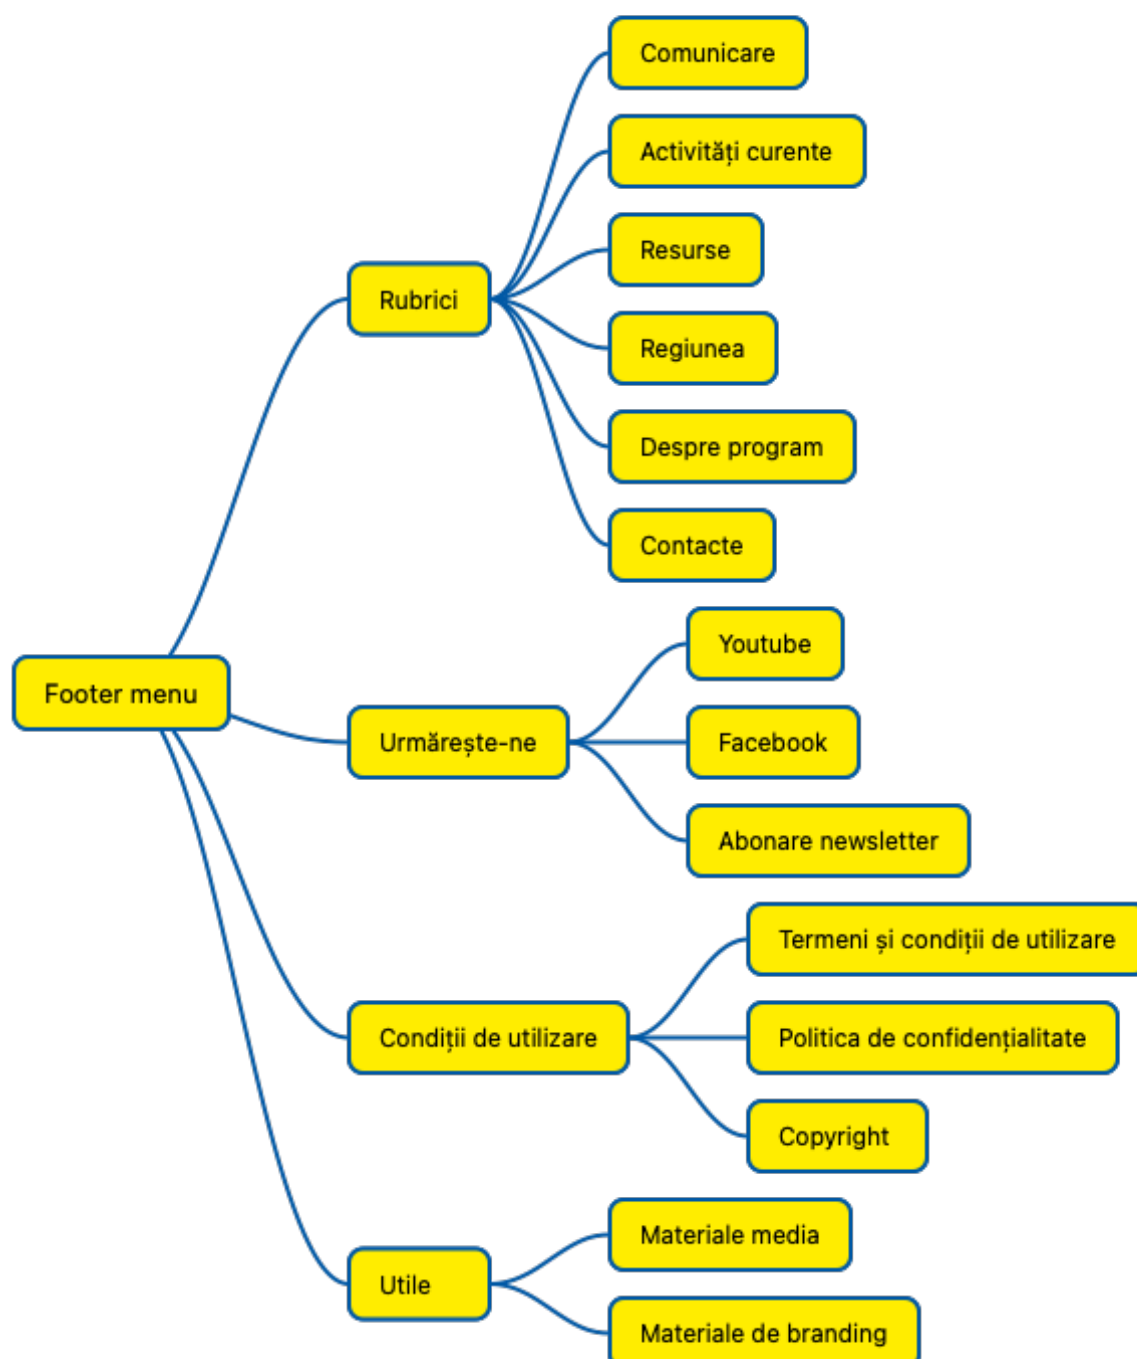 Footer menu
Rubrici
Comunicare
Activități curente
Resurse
Regiunea
Despre program
Contacte
Urmărește-ne
Youtube
Facebook
Abonare newsletter
Condiții de utilizare
Termeni și condiții de utilizare
Politica de confidențialitate
Copyright
Utile
Materiale media
Materiale de branding